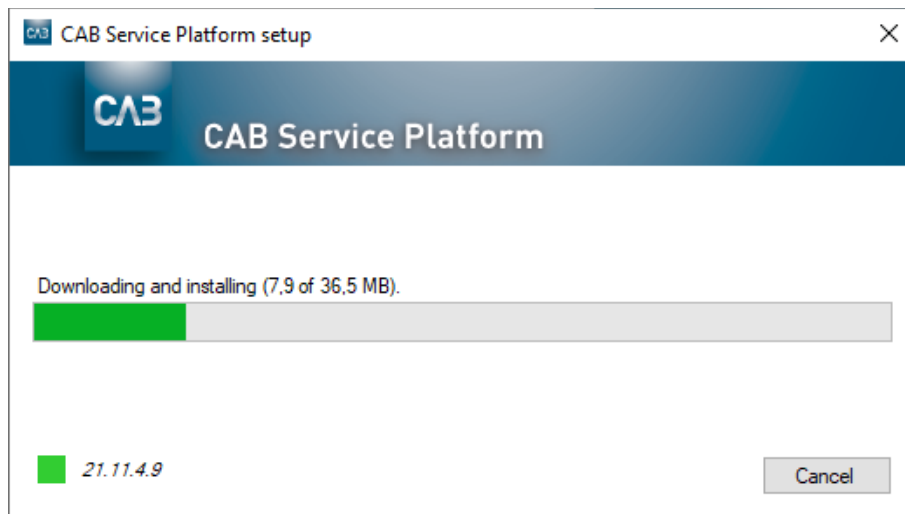 CAB CAB Service Platform setup
CAB
CAB Service Platform
Downloading and installing (7,9 of 36,5 MB).
21.11.4.9
Cancel